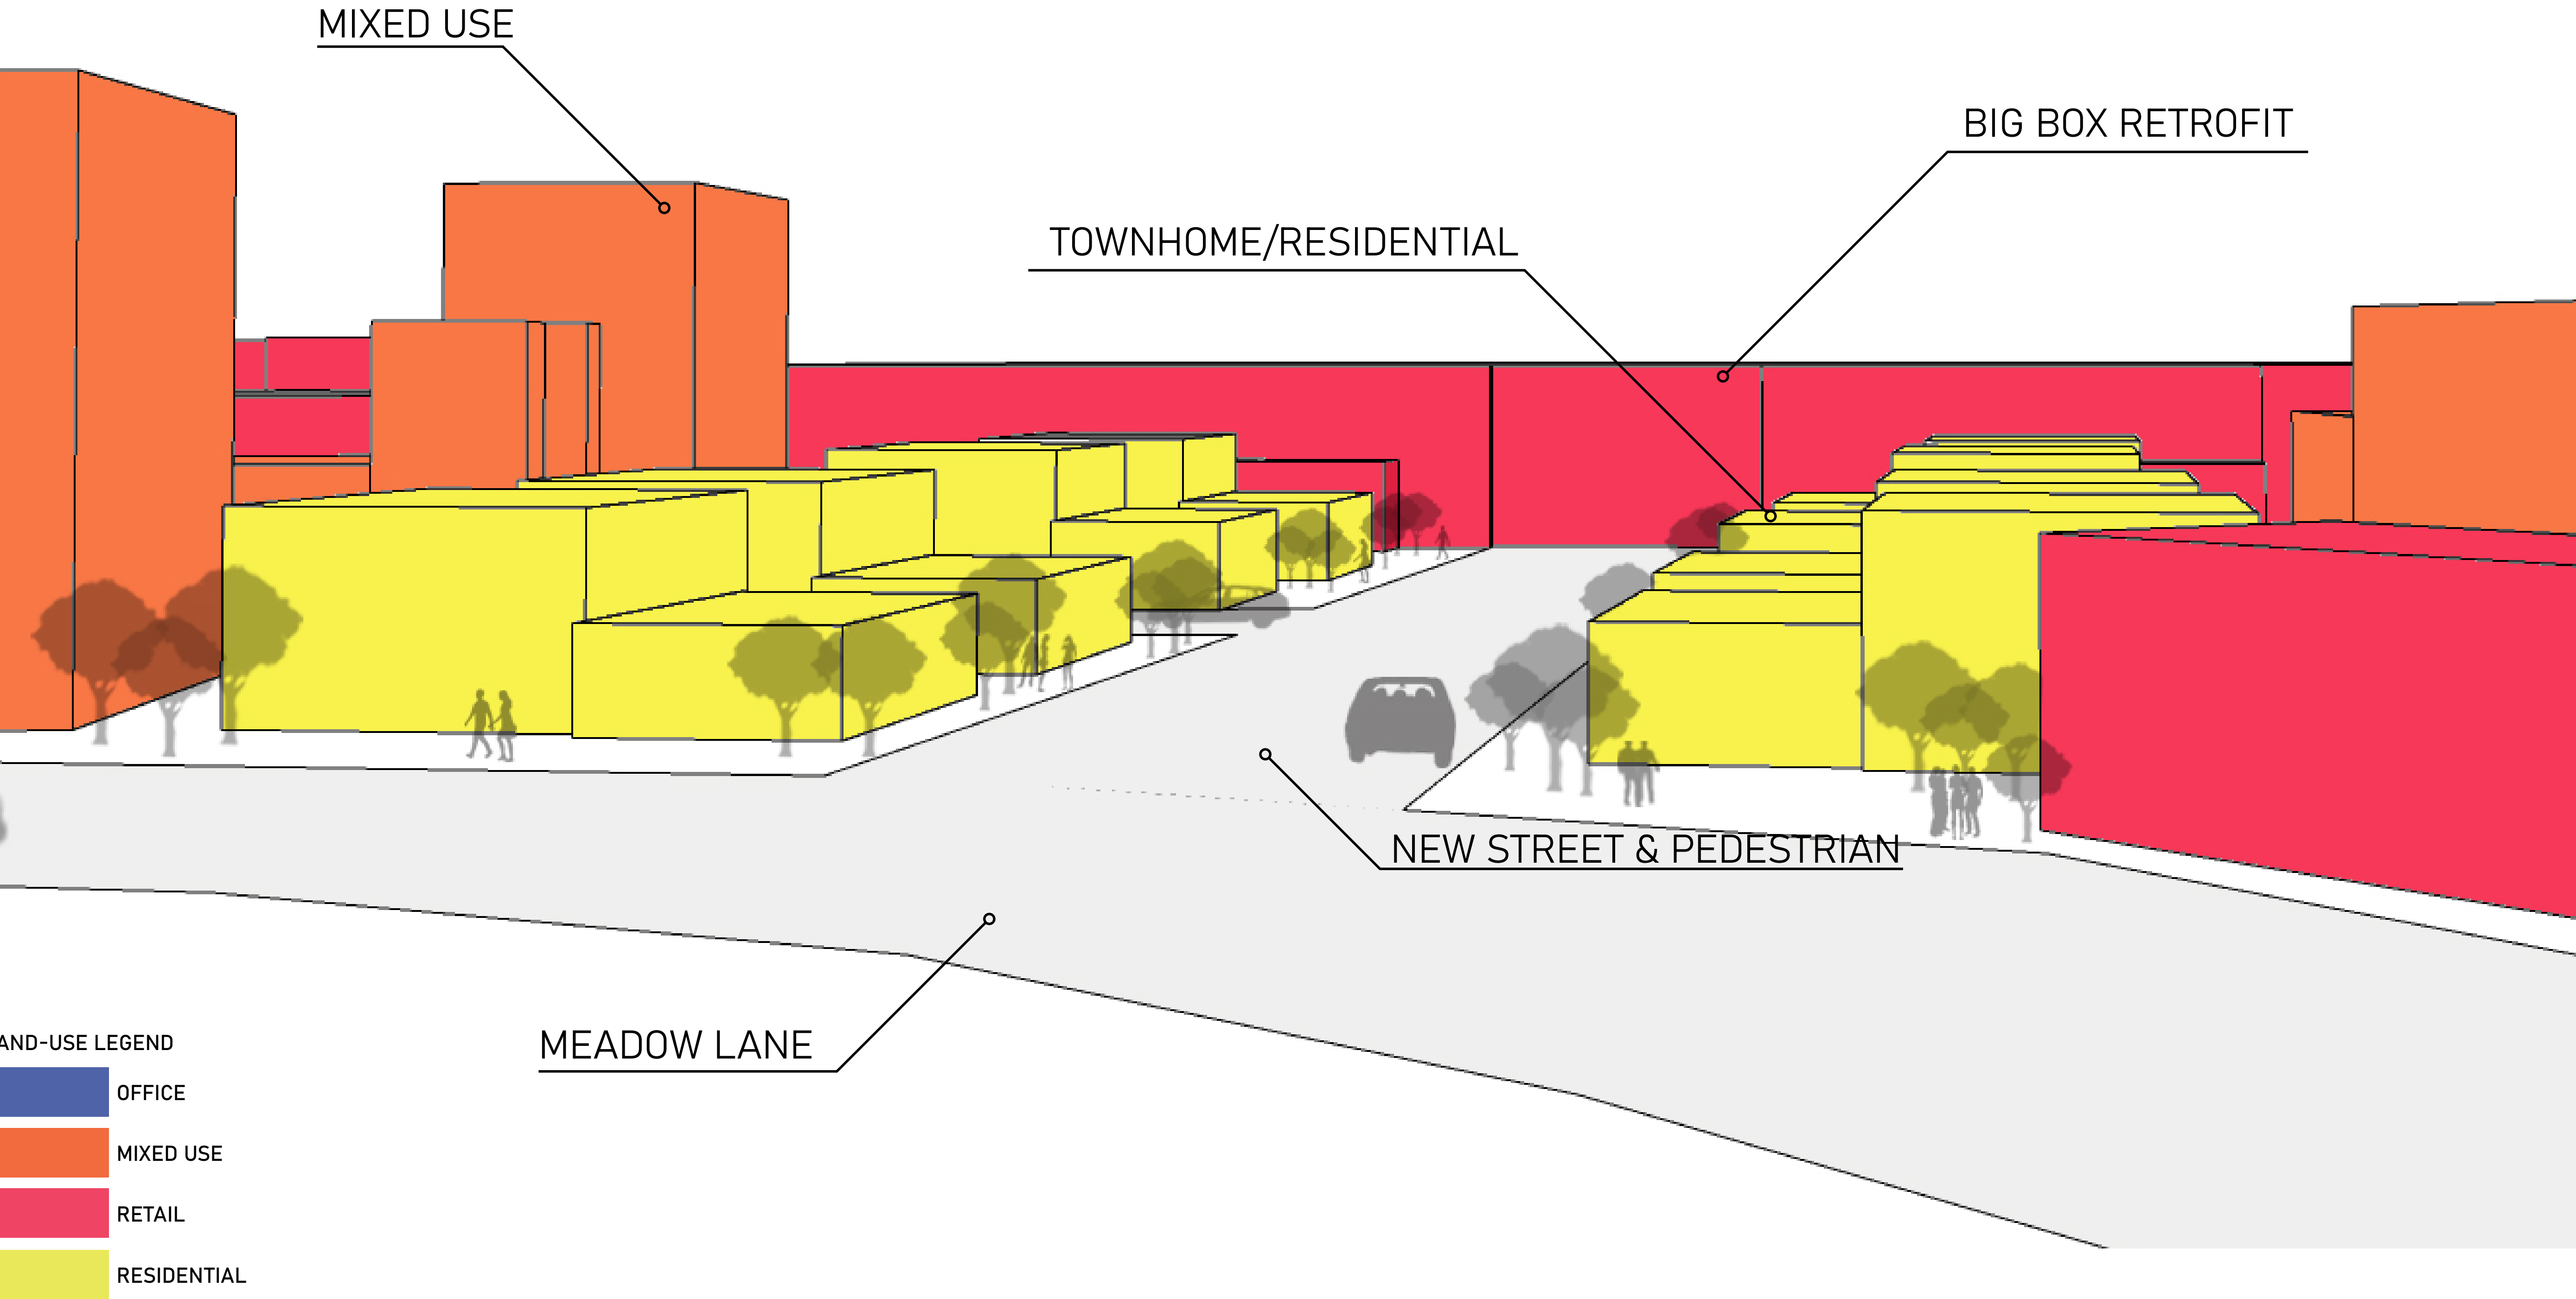 MIXED USE
BIG BOX RETROFIT
TOWNHOME/RESIDENTIAL
NEW STREET & PEDESTRIAN
MEADOW LANE
AND-USE LEGEND
OFFICE
MIXED USE
RETAIL
RESIDENTIAL